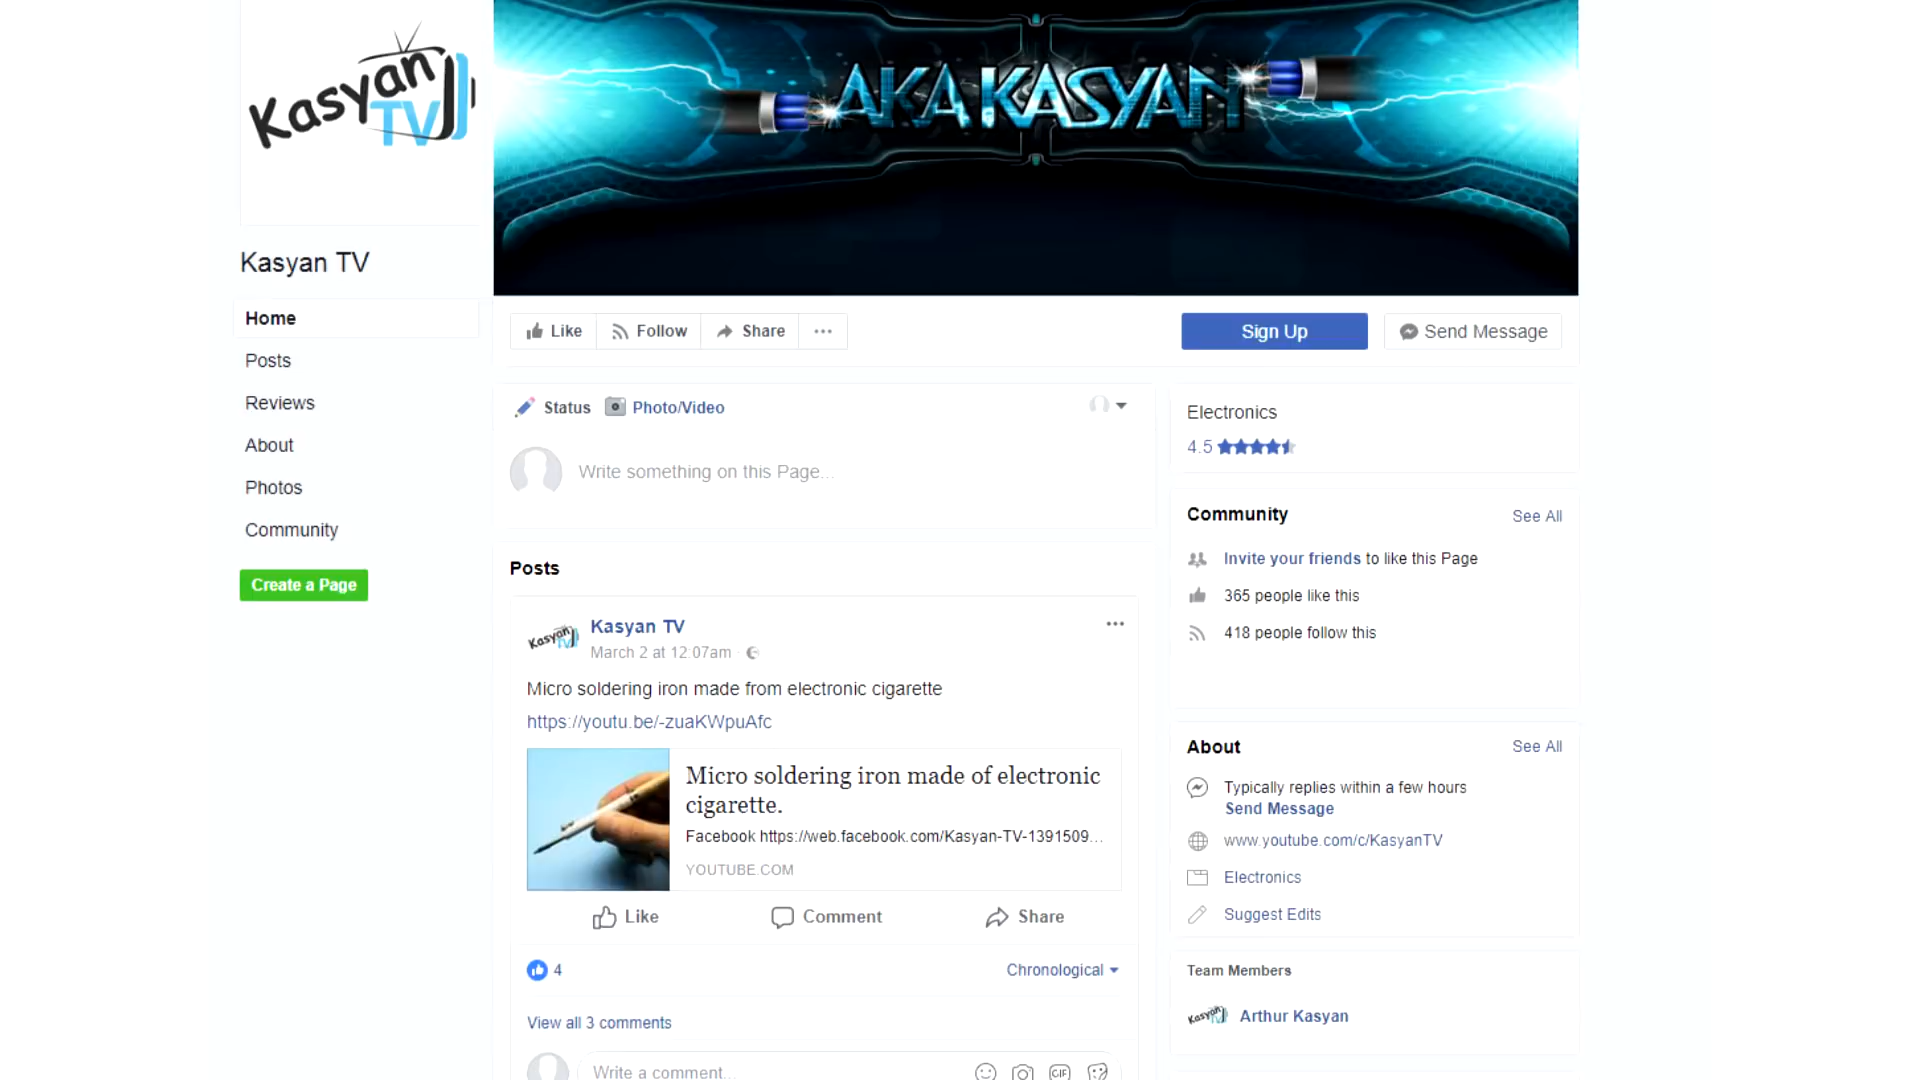 Kasyan
TV
AKA KASYAN
Kasyan TV
Home
Posts
Reviews
About
Photos
Community
Create a Page
Like
Follow
Share
Sign Up
Send Message
Status
Photo/Video
Write something on this Page...
Posts
Kasyan TV
Kasyan TV
March 2 at 12:07am ·
Micro soldering iron made from electronic cigarette
https://youtu.be/-zuaKWpuAfc
Micro soldering iron made of electronic
cigarette.
Facebook https://web.facebook.com/Kasyan-TV-1391509...
YOUTUBE.COM
Like
Comment
Share
4
Chronological
View all 3 comments
Write a comment...
GIF
Electronics
4.5
Community
See All
Invite your friends to like this Page
365 people like this
418 people follow this
About
See All
Typically replies within a few hours
Send Message
www.youtube.com/c/KasyanTV
Electronics
Suggest Edits
Team Members
Kasyan TV
Arthur Kasyan